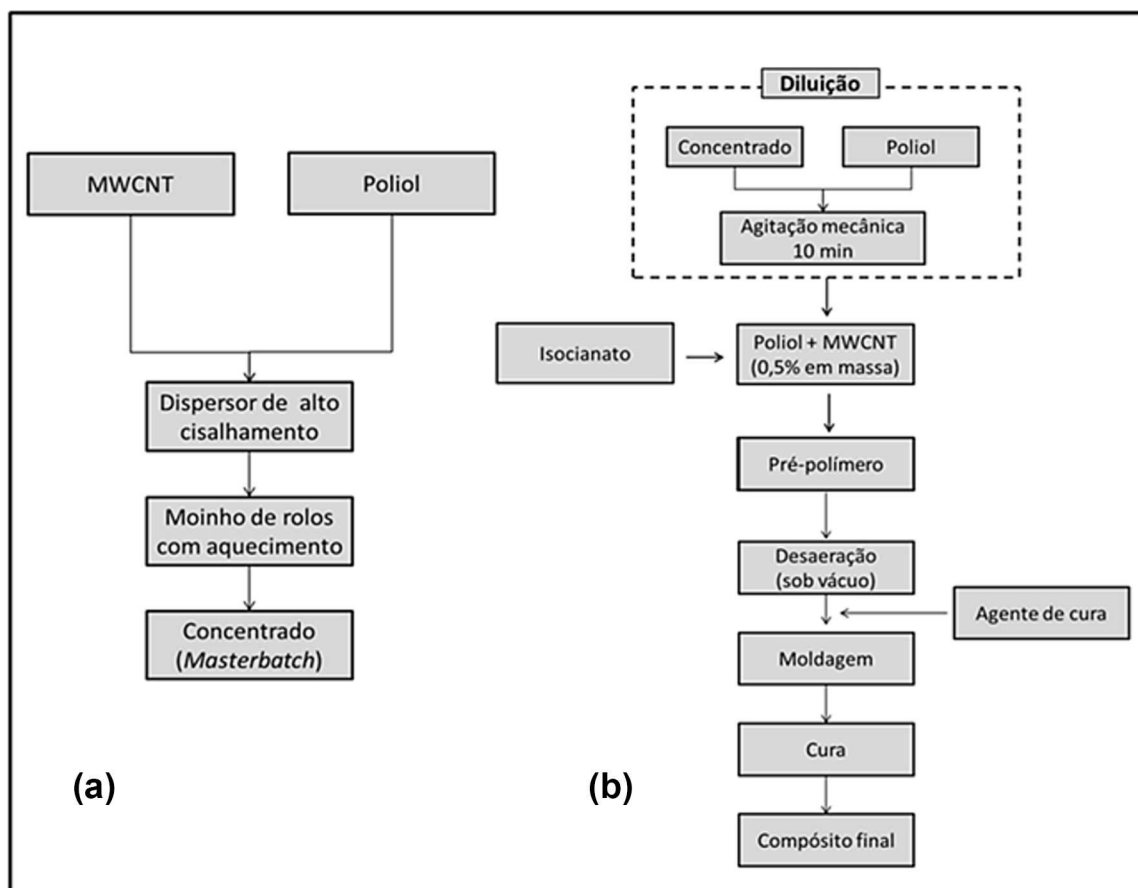 MWCNT
Poliol
Dispersor de alto
cisalhamento
Moinho de rolos
com aquecimento
Concentrado
(Masterbatch)
(a)
Diluição
Concentrado
Poliol
Agitação mecânica
10 min
Isocianato
Poliol + MWCNT
(0,5% em massa)
Pré-polímero
Desaeração
(sob vácuo)
Agente de cura
Moldagem
Cura
Compósito final
(b)